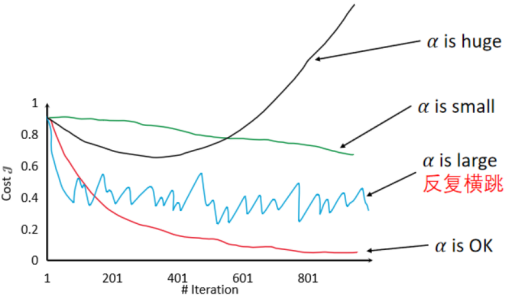 α is huge
1
0.8
α is small
0.6
α is large
反复横跳
Cost J
0.4
0.2
α is OK
0
1 201 401 601 801
# Iteration